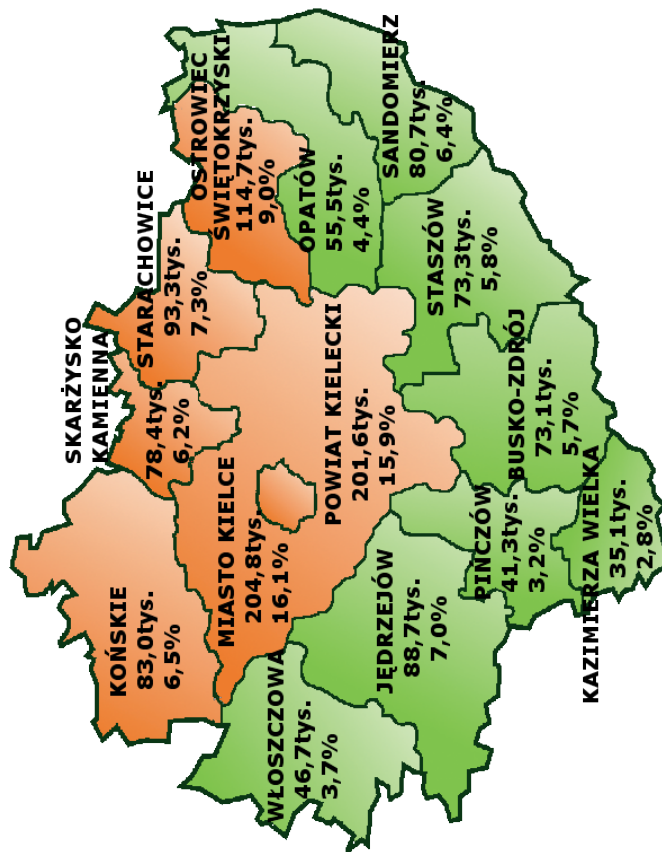 SKARŻYSKO
KAMIENNA
78,4tys.
6,2%
STARACHOWICE
93,3tys.
7,3%
OSTROWIEC
ŚWIĘTOKRZYSKI
114,7tys.
9,0%
OPATÓW
55,5tys.
4,4%
SANDOMIERZ
80,7tys.
6,4%
STASZÓW
73,3tys.
5,8%
KOŃSKIE
83,0tys.
6,5%
MIASTO KIELCE
204,8tys.
16,1%
POWIAT KIELECKI
201,6tys.
15,9%
BUSKO-ZDRÓJ
73,1tys.
5,7%
WŁOSZCZOWA
46,7tys.
3,7%
JĘDRZEJÓW
88,7tys.
7,0%
PIŃCZÓW
41,3tys.
3,2%
KAZIMIERZA WIELKA
35,1tys.
2,8%